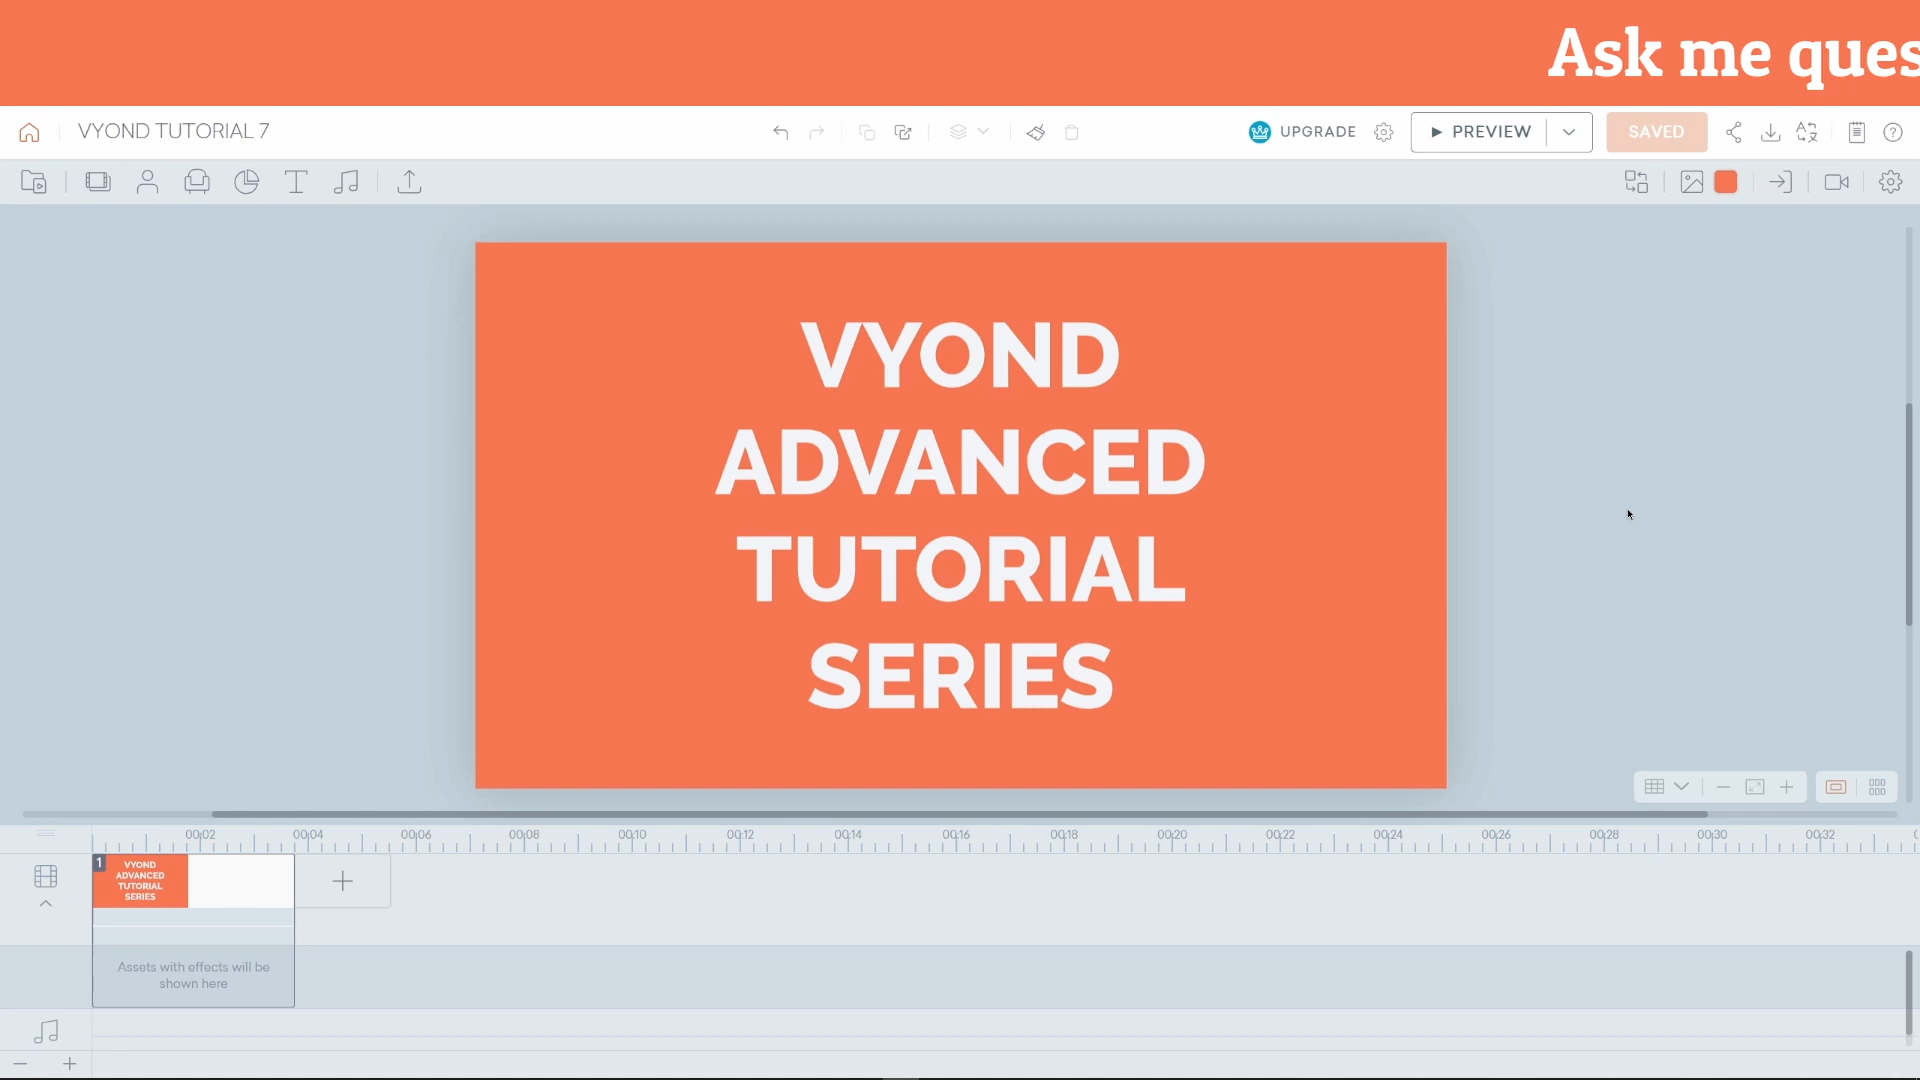 Ask me ques
VYOND TUTORIAL 7
UPGRADE
PREVIEW
SAVED
VYOND
ADVANCED
TUTORIAL
SERIES
00:02 00:04 00:06 00:08 00:10 00:12 00:14 00:16 00:18 00:20 00:22 00:24 00:26 00:28 00:30 00:32
1
VYOND
ADVANCED
TUTORIAL
SERIES
Assets with effects will be
shown here